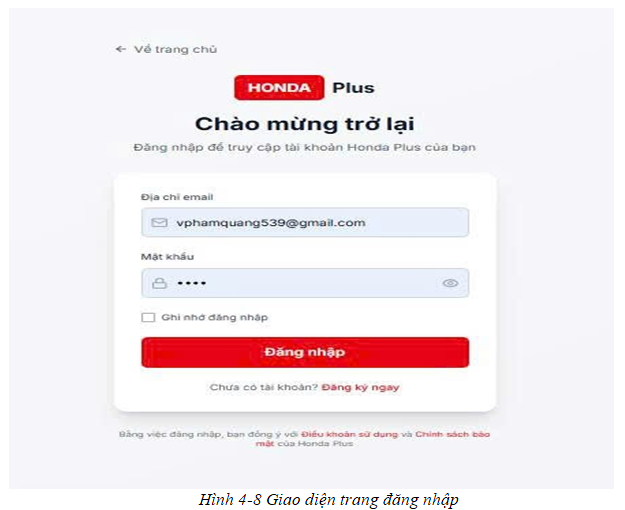 ← Về trang chủ
HONDA Plus
Chào mừng trở lại
Đăng nhập để truy cập tài khoản Honda Plus của bạn
Địa chỉ email
vphamquang539@gmail.com
Mật khẩu
••••
Ghi nhớ đăng nhập
Đăng nhập
Chưa có tài khoản? Đăng ký ngay
Bằng việc đăng nhập, bạn đồng ý với Điều khoản sử dụng và Chính sách bảo
mật của Honda Plus
Hình 4-8 Giao diện trang đăng nhập